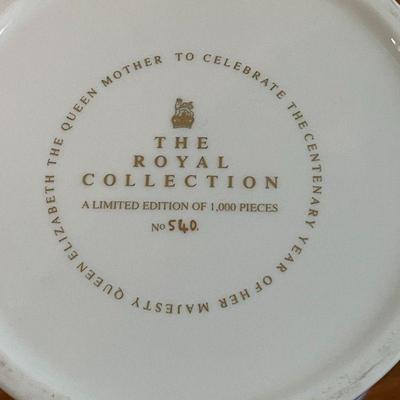 TO CELEBRATE THE CENTENARY YEAR OF HER MAJESTY QUEEN ELIZABETH THE QUEEN MOTHER
THE
ROYAL
COLLECTION
A LIMITED EDITION OF 1,000 PIECES
No 540.